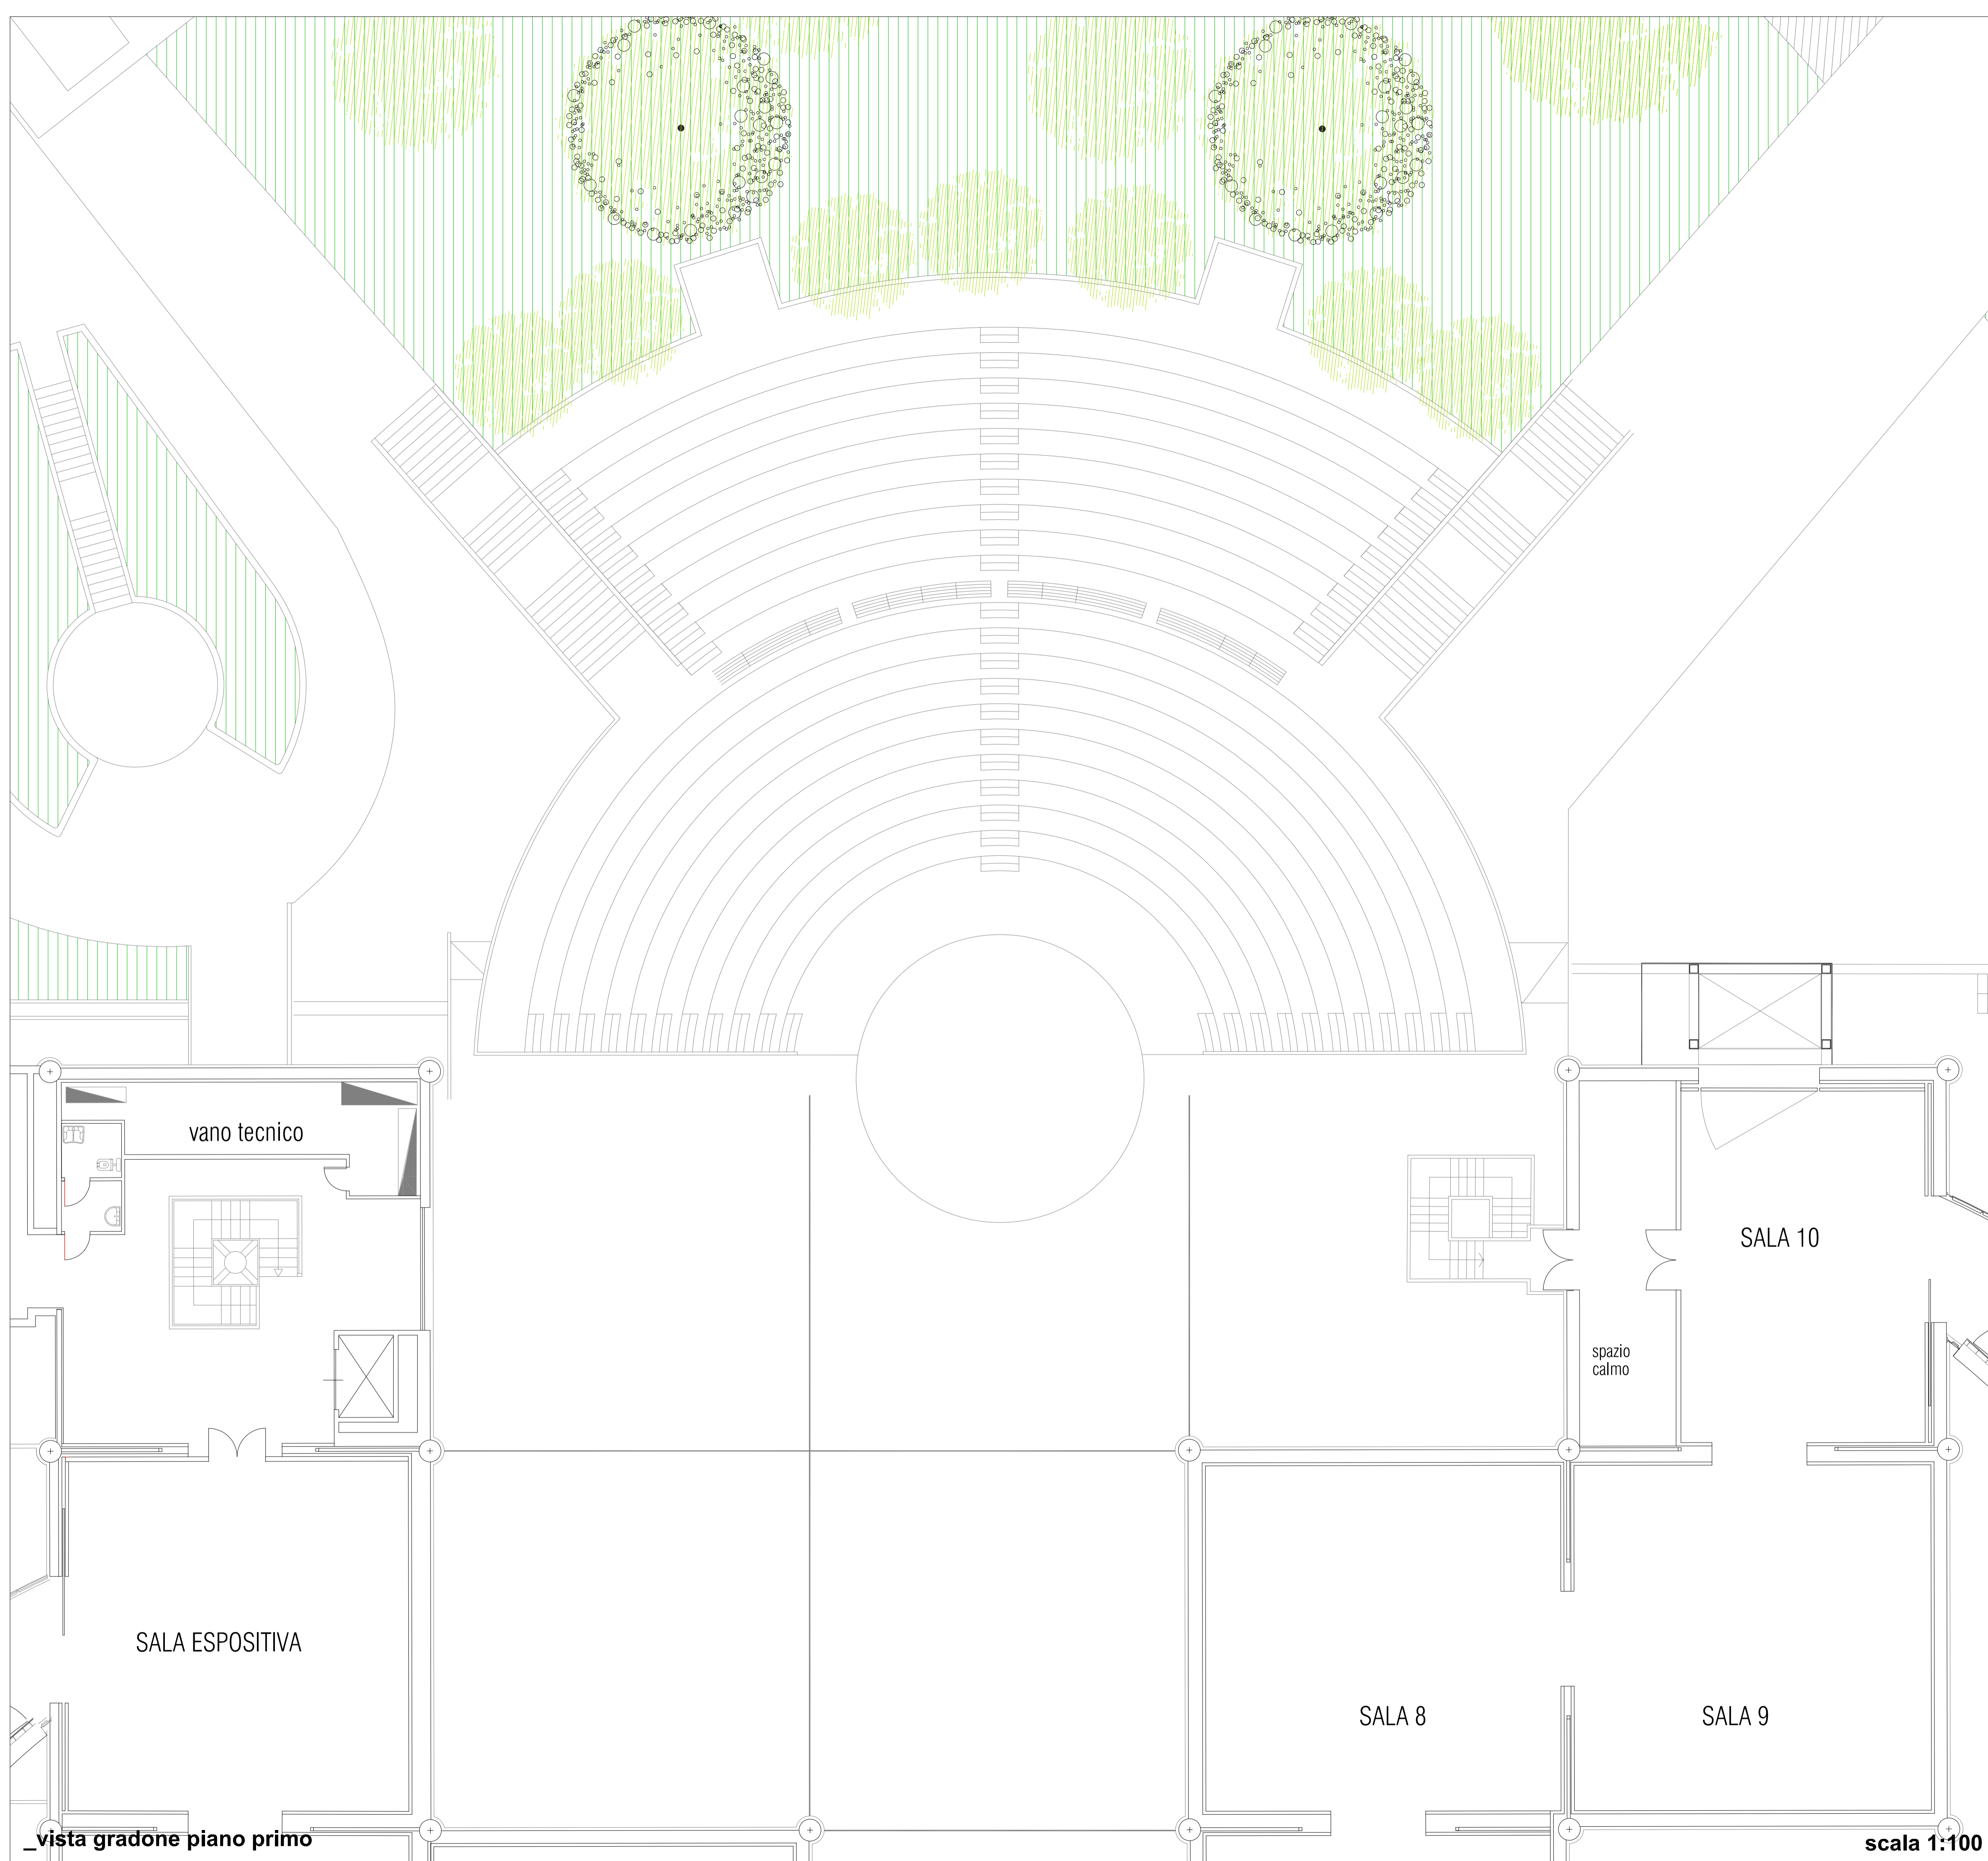 vano tecnico
SALA 10
spazio
calmo
SALA ESPOSITIVA
SALA 8
SALA 9
_vista gradone piano primo
scala 1:100